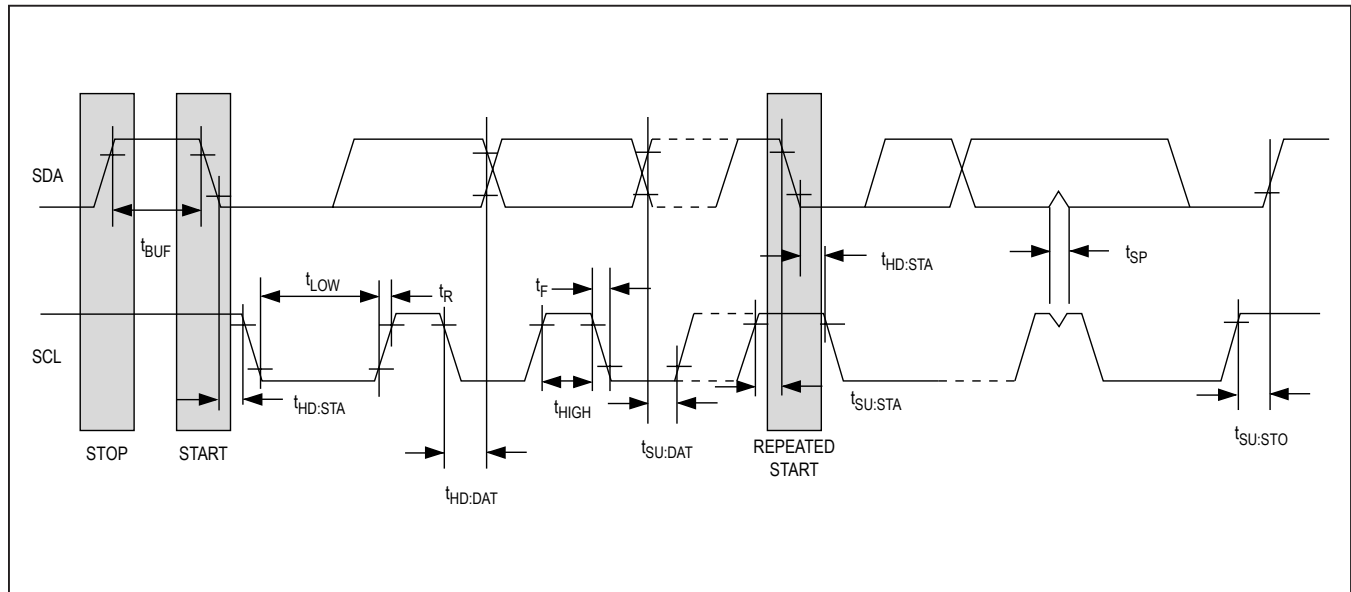 SDA
tBUF
tHD:STA
tSP
tLOW
tR
tF
SCL
tHD:STA
tHIGH
tSU:STA
tSU:DAT
tSU:STO
STOP
START
REPEATED
START
tHD:DAT